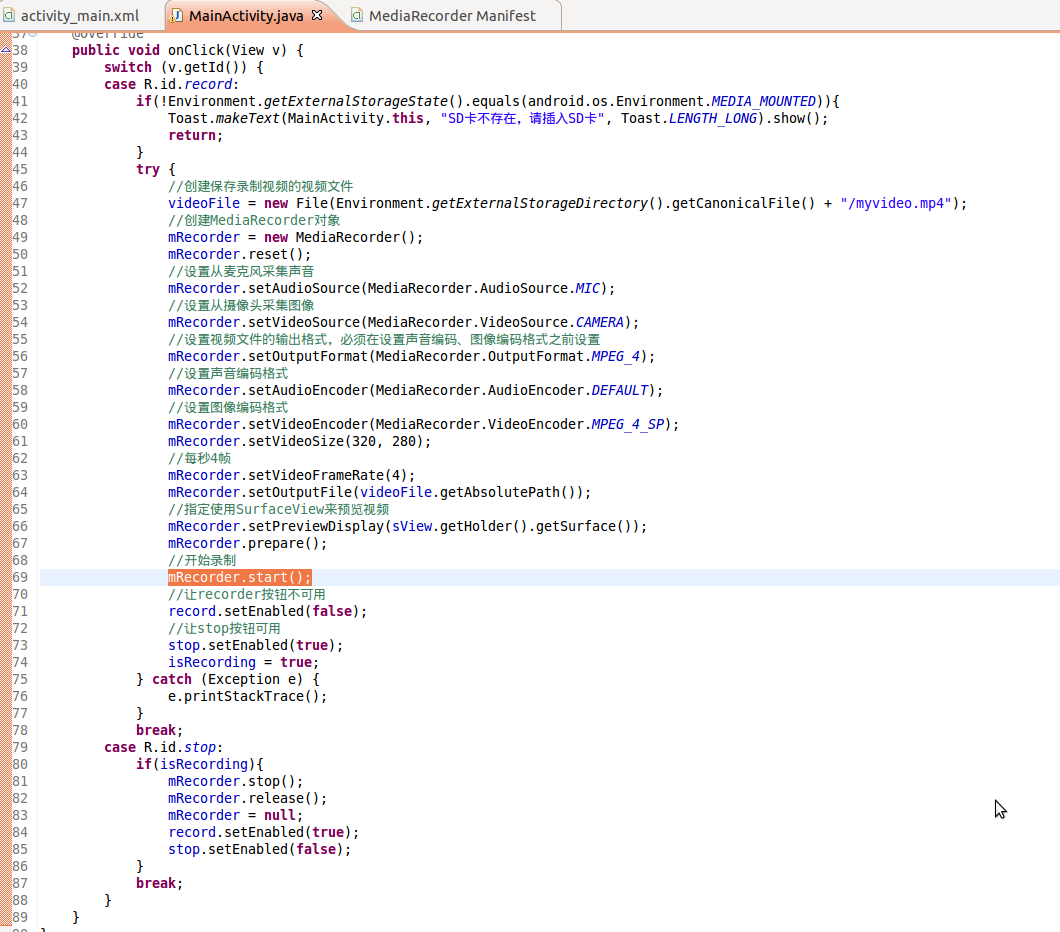 activity_main.xml MainActivity.java MediaRecorder Manifest
37 @Override
38 public void onClick(View v) {
39 switch (v.getId()) {
40 case R.id.record:
41 if(!Environment.getExternalStorageState().equals(android.os.Environment.MEDIA_MOUNTED)){
42 Toast.makeText(MainActivity.this, "SD卡不存在，请插入SD卡", Toast.LENGTH_LONG).show();
43 return;
44 }
45 try {
46 //创建保存录制视频的视频文件
47 videoFile = new File(Environment.getExternalStorageDirectory().getCanonicalFile() + "/myvideo.mp4");
48 //创建MediaRecorder对象
49 mRecorder = new MediaRecorder();
50 mRecorder.reset();
51 //设置从麦克风采集声音
52 mRecorder.setAudioSource(MediaRecorder.AudioSource.MIC);
53 //设置从摄像头采集图像
54 mRecorder.setVideoSource(MediaRecorder.VideoSource.CAMERA);
55 //设置视频文件的输出格式，必须在设置声音编码、图像编码格式之前设置
56 mRecorder.setOutputFormat(MediaRecorder.OutputFormat.MPEG_4);
57 //设置声音编码格式
58 mRecorder.setAudioEncoder(MediaRecorder.AudioEncoder.DEFAULT);
59 //设置图像编码格式
60 mRecorder.setVideoEncoder(MediaRecorder.VideoEncoder.MPEG_4_SP);
61 mRecorder.setVideoSize(320, 280);
62 //每秒4帧
63 mRecorder.setVideoFrameRate(4);
64 mRecorder.setOutputFile(videoFile.getAbsolutePath());
65 //指定使用SurfaceView来预览视频
66 mRecorder.setPreviewDisplay(sView.getHolder().getSurface());
67 mRecorder.prepare();
68 //开始录制
69 mRecorder.start();
70 //让recorder按钮不可用
71 record.setEnabled(false);
72 //让stop按钮可用
73 stop.setEnabled(true);
74 isRecording = true;
75 } catch (Exception e) {
76 e.printStackTrace();
77 }
78 break;
79 case R.id.stop:
80 if(isRecording){
81 mRecorder.stop();
82 mRecorder.release();
83 mRecorder = null;
84 record.setEnabled(true);
85 stop.setEnabled(false);
86 }
87 break;
88 }
89 }
90 }